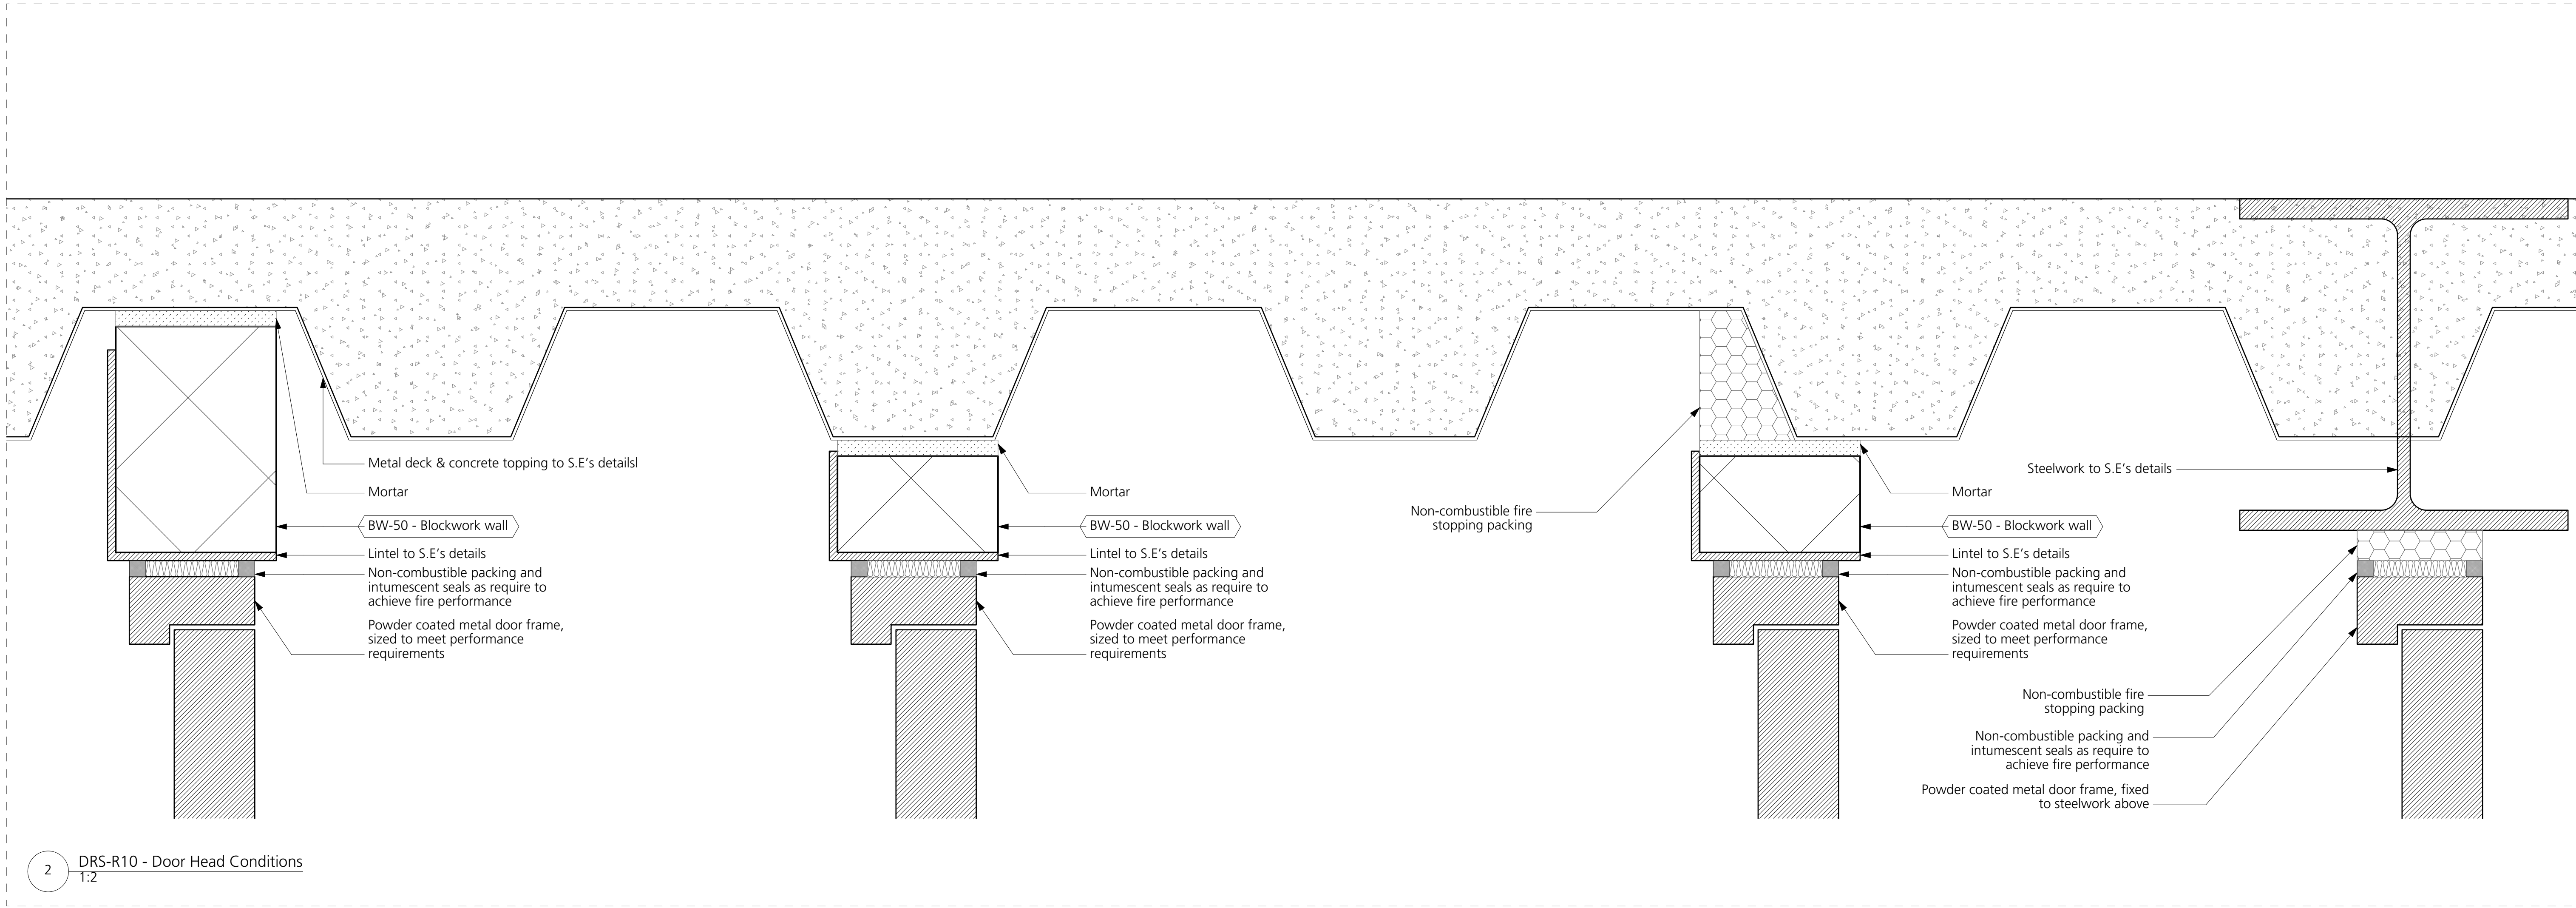 Metal deck & concrete topping to S.E's detailsl
Mortar
BW-50 - Blockwork wall
Lintel to S.E's details
Non-combustible packing and
intumescent seals as require to
achieve fire performance
Powder coated metal door frame,
sized to meet performance
requirements
Mortar
BW-50 - Blockwork wall
Lintel to S.E's details
Non-combustible packing and
intumescent seals as require to
achieve fire performance
Powder coated metal door frame,
sized to meet performance
requirements
Non-combustible fire
stopping packing
Mortar
BW-50 - Blockwork wall
Lintel to S.E's details
Non-combustible packing and
intumescent seals as require to
achieve fire performance
Powder coated metal door frame,
sized to meet performance
requirements
Steelwork to S.E's details
Non-combustible fire
stopping packing
Non-combustible packing and
intumescent seals as require to
achieve fire performance
Powder coated metal door frame, fixed
to steelwork above
2
DRS-R10 - Door Head Conditions
1:2